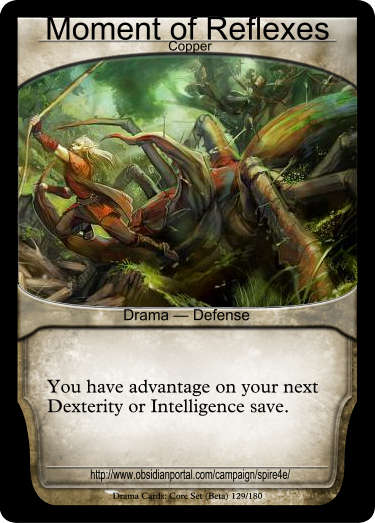 Moment of Reflexes
Copper
Drama — Defense
You have advantage on your next
Dexterity or Intelligence save.
http://www.obsidianportal.com/campaign/spire4e/
Drama Cards: Core Set (Beta) 129/180